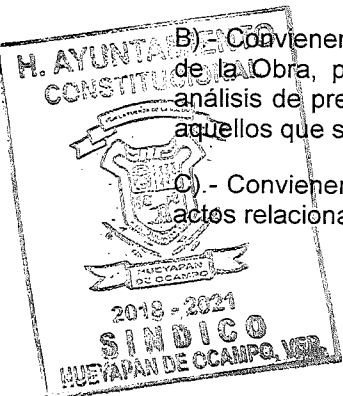 H. AYUNTAMIENTO
CONSTITUCIONAL
HUEYAPAN
DE OCAMPO
2018 - 2021
SINDICO
HUEYAPAN DE OCAMPO, VER.
B).- Convienen
de la Obra, p
análisis de pre
aquellos que s
C).- Convienen
actos relaciona